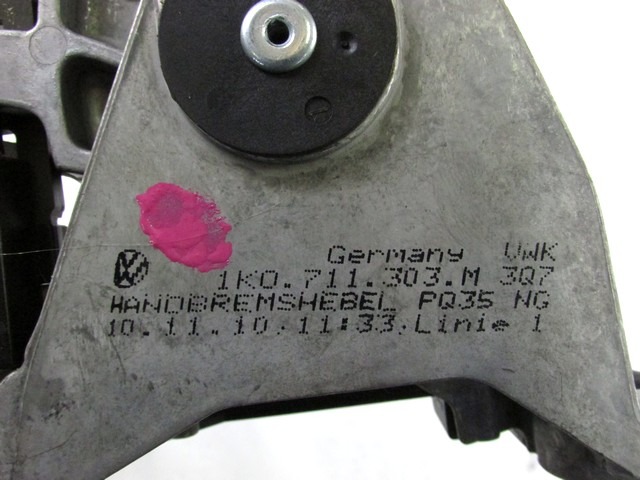 Germany VWK
1K0.711.303.M 3Q7
HANDBREMSHEBEL PQ35 NG
10.11.10 11:33 Linie 1